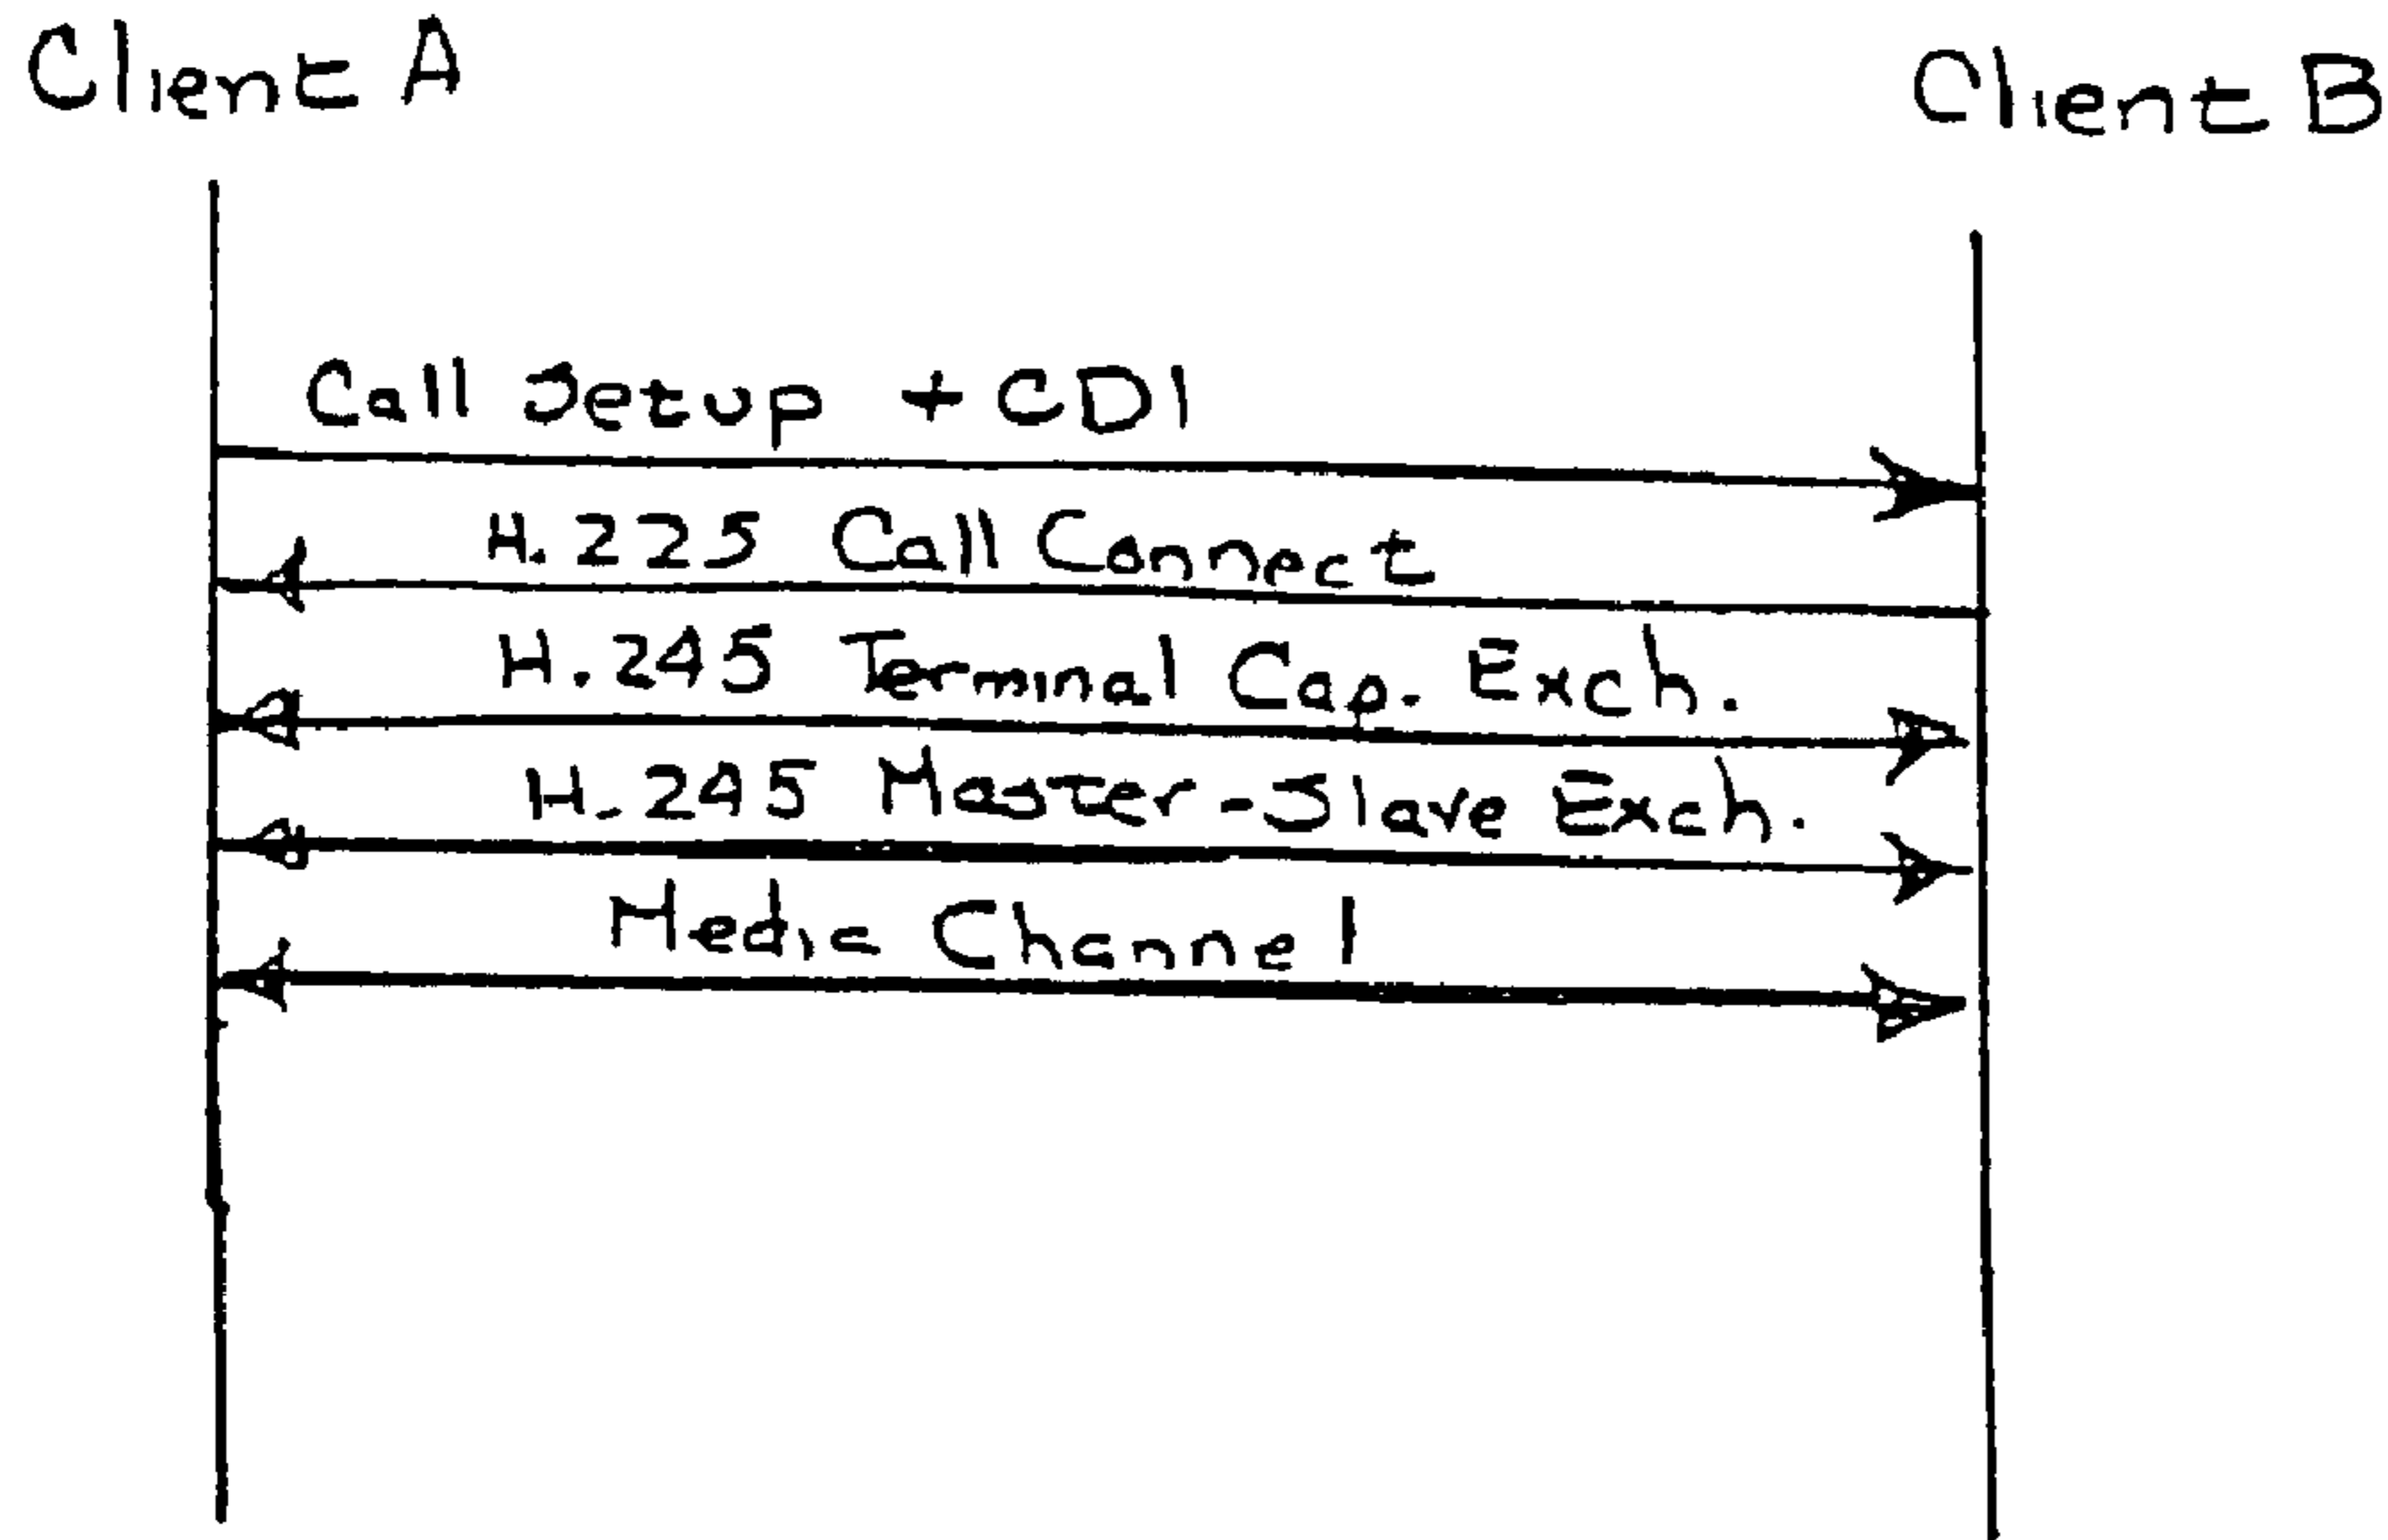 Client A
Client B
Call Setup + CDI
H.225 Call Connect
H.245 Terminal Cap. Exch.
H.245 Master-Slave Exch.
Media Channel